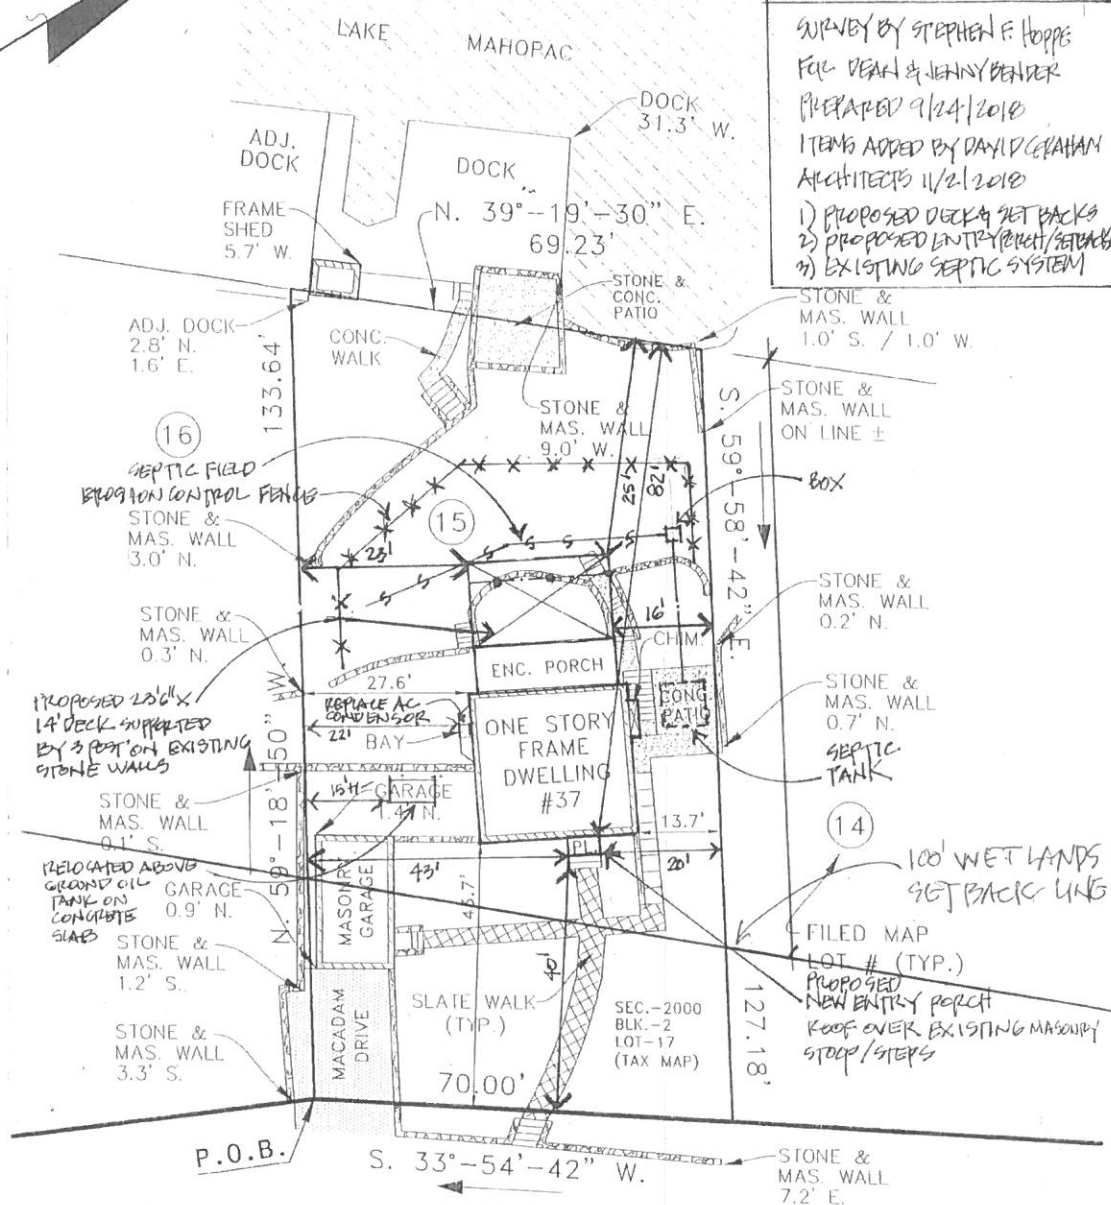 LAKE MAHOPAC
SURVEY BY STEPHEN F. HOPPE
FOR DEAN & JENNY BENDER
PREPARED 9/24/2018
ITEMS ADDED BY DAVID GRAHAM
ARCHITECTS 11/2/2018
1) PROPOSED DECK & SETBACKS
2) PROPOSED ENTRY PORCH/SETBACKS
3) EXISTING SEPTIC SYSTEM
DOCK
31.3' W.
ADJ.
DOCK
DOCK
FRAME
SHED
5.7' W.
N. 39°-19'-30" E.
69.23'
STONE &
CONC.
PATIO
STONE &
MAS. WALL
1.0' S. / 1.0' W.
ADJ. DOCK
2.8' N.
1.6' E.
CONC.
WALK
133.64'
STONE &
MAS. WALL
9.0' W.
STONE &
MAS. WALL
ON LINE ±
S. 59°-58'-42" E.
16
SEPTIC FIELD
EROSION CONTROL FENCE
25'
82'
BOX
15
STONE &
MAS. WALL
3.0' N.
23'
S S S S S S
STONE &
MAS. WALL
0.3' N.
16'
CHIM.
STONE &
MAS. WALL
0.2' N.
ENC. PORCH
PROPOSED 23'6" X
14' DECK SUPPORTED
BY 3 POST ON EXISTING
STONE WALLS
27.6'
REPLACE AC
CONDENSOR
22'
BAY
ONE STORY
FRAME
DWELLING
#37
CONC.
PATIO
STONE &
MAS. WALL
0.7' N.
SEPTIC
TANK
N. 59°-18'-50" W.
STONE &
MAS. WALL
0.1' S.
15'
GARAGE
1.4' N.
13.7'
14
PL.
20'
43'
100' WETLANDS
SETBACK LINE
RELOCATED ABOVE
GROUND OIL
TANK ON
CONCRETE
SLAB
GARAGE
0.9' N.
MASONRY
GARAGE
45.7'
40'
FILED MAP
LOT # (TYP.)
PROPOSED
NEW ENTRY PORCH
ROOF OVER EXISTING MASONRY
STOOP/STEPS
STONE &
MAS. WALL
1.2' S.
SLATE WALK
(TYP.)
SEC.-2000
BLK.-2
LOT-17
(TAX MAP)
127.18'
STONE &
MAS. WALL
3.3' S.
MACADAM
DRIVE
70.00'
P.O.B.
S. 33°-54'-42" W.
STONE &
MAS. WALL
7.2' E.